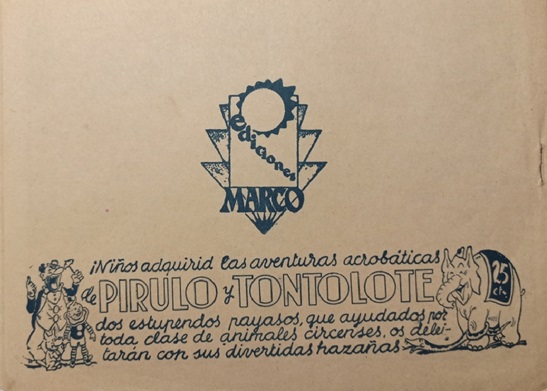 ediciones
MARCO
¡Niños adquirid las aventuras acrobáticas
de PIRULO y TONTOLOTE
dos estupendos payasos, que ayudados por
toda clase de animales circenses, os delei-
tarán con sus divertidas hazañas
25
cts